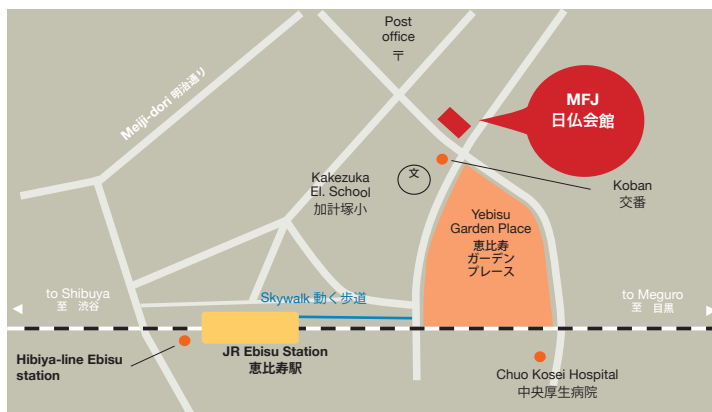 Post
office
〒
MFJ
日仏会館
Meiji-dori 明治通り
Kakezuka
El. School
加計塚小
文
Koban
交番
Yebisu
Garden Place
恵比寿
ガーデン
プレース
to Shibuya
至 渋谷
Skywalk 動く歩道
to Meguro
至 目黒
Hibiya-line Ebisu
station
JR Ebisu Station
恵比寿駅
Chuo Kosei Hospital
中央厚生病院